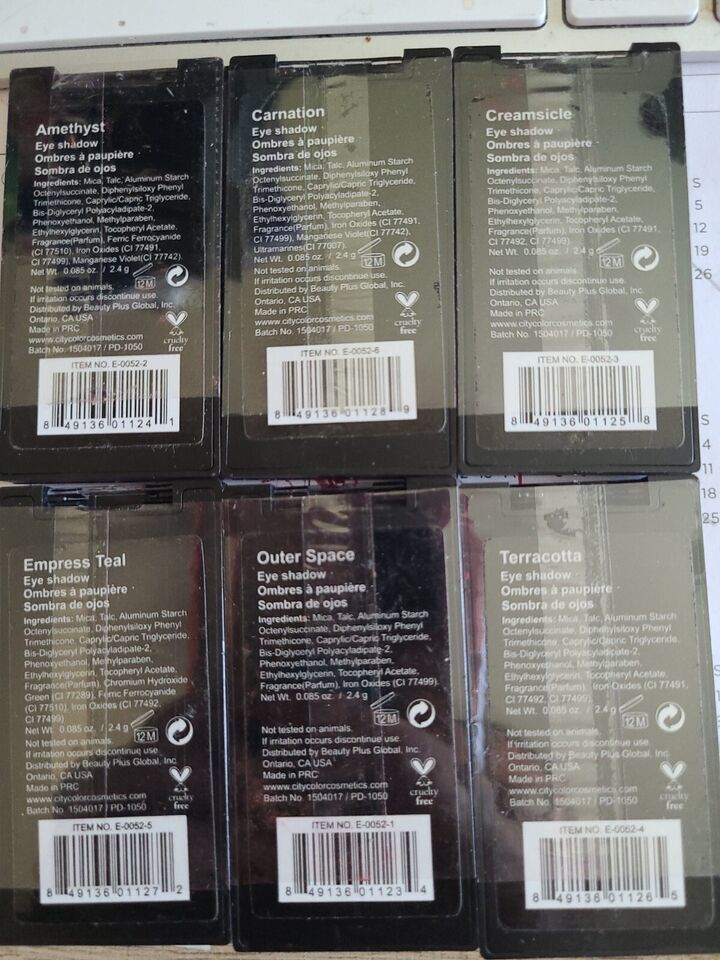 Amethyst
Eye shadow
Ombres à paupière
Sombra de ojos
Ingredients: Mica, Talc, Aluminum Starch
Octenylsuccinate, Diphenylsiloxy Phenyl
Trimethicone, Caprylic/Capric Triglyceride,
Bis-Diglyceryl Polyacyladipate-2,
Phenoxyethanol, Methylparaben,
Ethylhexylglycerin, Tocopheryl Acetate,
Fragrance(Parfum), Ferric Ferrocyanide
(CI 77510), Iron Oxides (CI 77491,
CI 77499), Manganese Violet(CI 77742).
Net Wt. 0.085 oz. / 2.4 g
12M
Not tested on animals.
If irritation occurs discontinue use.
Distributed by Beauty Plus Global, Inc.
Ontario, CA USA
Made in PRC
www.citycolorcosmetics.com
Batch No. 1504017 / PD-1050
cruelty
free
ITEM NO. E-0052-2
8 49136 01124 1
Carnation
Eye shadow
Ombres à paupière
Sombra de ojos
Ingredients: Mica, Talc, Aluminum Starch
Octenylsuccinate, Diphenylsiloxy Phenyl
Trimethicone, Caprylic/Capric Triglyceride,
Bis-Diglyceryl Polyacyladipate-2,
Phenoxyethanol, Methylparaben,
Ethylhexylglycerin, Tocopheryl Acetate,
Fragrance(Parfum), Iron Oxides (CI 77491,
CI 77499), Manganese Violet (CI 77742),
Ultramarines(CI 77007).
Net Wt. 0.085 oz. / 2.4 g
12M
Not tested on animals.
If irritation occurs discontinue use.
Distributed by Beauty Plus Global, Inc.
Ontario, CA USA
Made in PRC
www.citycolorcosmetics.com
Batch No. 1504017 / PD-1050
cruelty
free
ITEM NO. E-0052-6
8 49136 01128 9
Creamsicle
Eye shadow
Ombres à paupière
Sombra de ojos
Ingredients: Mica, Talc, Aluminum Starch
Octenylsuccinate, Diphenylsiloxy Phenyl
Trimethicone, Caprylic/Capric Triglyceride,
Bis-Diglyceryl Polyacyladipate-2,
Phenoxyethanol, Methylparaben,
Ethylhexylglycerin, Tocopheryl Acetate,
Fragrance(Parfum), Iron Oxides (CI 77491,
CI 77492, CI 77499).
Net Wt. 0.085 oz. / 2.4 g
12M
Not tested on animals.
If irritation occurs discontinue use.
Distributed by Beauty Plus Global, Inc.
Ontario, CA USA
Made in PRC
www.citycolorcosmetics.com
Batch No. 1504017 / PD-1050
cruelty
free
ITEM NO. E-0052-3
8 49136 01125 8
S
5
12
19
26
Empress Teal
Eye shadow
Ombres à paupière
Sombra de ojos
Ingredients: Mica, Talc, Aluminum Starch
Octenylsuccinate, Diphenylsiloxy Phenyl
Trimethicone, Caprylic/Capric Triglyceride,
Bis-Diglyceryl Polyacyladipate-2,
Phenoxyethanol, Methylparaben,
Ethylhexylglycerin, Tocopheryl Acetate,
Fragrance(Parfum), Chromium Hydroxide
Green (CI 77289), Ferric Ferrocyanide
(CI 77510), Iron Oxides (CI 77492,
CI 77499)
Net Wt. 0.085 oz. / 2.4 g
12M
Not tested on animals.
If irritation occurs discontinue use.
Distributed by Beauty Plus Global, Inc.
Ontario, CA USA
Made in PRC
www.citycolorcosmetics.com
Batch No. 1504017 / PD-1050
cruelty
free
ITEM NO. E-0052-5
8 49136 01127 2
Outer Space
Eye shadow
Ombres à paupière
Sombra de ojos
Ingredients: Mica, Talc, Aluminum Starch
Octenylsuccinate, Diphenylsiloxy Phenyl
Trimethicone, Caprylic/Capric Triglyceride,
Bis-Diglyceryl Polyacyladipate-2,
Phenoxyethanol, Methylparaben,
Ethylhexylglycerin, Tocopheryl Acetate,
Fragrance(Parfum), Iron Oxides (CI 77499).
Net Wt. 0.085 oz. / 2.4 g
12M
Not tested on animals.
If irritation occurs discontinue use.
Distributed by Beauty Plus Global, Inc.
Ontario, CA USA
Made in PRC
www.citycolorcosmetics.com
Batch No. 1504017 / PD-1050
cruelty
free
ITEM NO. E-0052-1
8 49136 01123 4
Terracotta
Eye shadow
Ombres à paupière
Sombra de ojos
Ingredients: Mica, Talc, Aluminum Starch
Octenylsuccinate, Diphenylsiloxy Phenyl
Trimethicone, Caprylic/Capric Triglyceride,
Bis-Diglyceryl Polyacyladipate-2,
Phenoxyethanol, Methylparaben,
Ethylhexylglycerin, Tocopheryl Acetate,
Fragrance(Parfum), Iron Oxides (CI 77491,
CI 77492, CI 77499).
Net Wt. 0.085 oz. / 2.4 g
12M
Not tested on animals.
If irritation occurs discontinue use.
Distributed by Beauty Plus Global, Inc.
Ontario, CA USA
Made in PRC
www.citycolorcosmetics.com
Batch No. 1504017 / PD-1050
cruelty
free
ITEM NO. E-0052-4
8 49136 01126 5
S
4
11
18
25